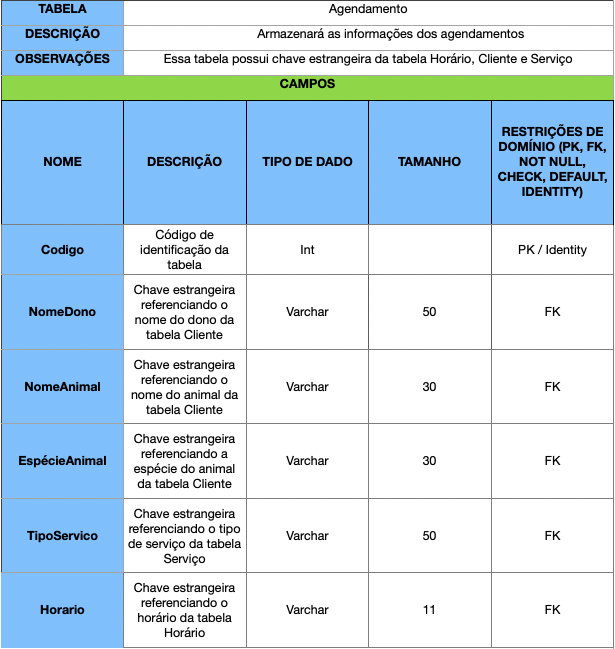 TABELA
Agendamento
DESCRIÇÃO
Armazenará as informações dos agendamentos
OBSERVAÇÕES
Essa tabela possui chave estrangeira da tabela Horário, Cliente e Serviço
CAMPOS
NOME
DESCRIÇÃO
TIPO DE DADO
TAMANHO
RESTRIÇÕES DE
DOMÍNIO (PK, FK,
NOT NULL,
CHECK, DEFAULT,
IDENTITY)
Codigo
Código de
identificação da
tabela
Int
PK / Identity
NomeDono
Chave estrangeira
referenciando o
nome do dono da
tabela Cliente
Varchar
50
FK
NomeAnimal
Chave estrangeira
referenciando o
nome do animal da
tabela Cliente
Varchar
30
FK
EspécieAnimal
Chave estrangeira
referenciando a
espécie do animal
da tabela Cliente
Varchar
30
FK
TipoServico
Chave estrangeira
referenciando o tipo
de serviço da tabela
Serviço
Varchar
50
FK
Horario
Chave estrangeira
referenciando o
horário da tabela
Horário
Varchar
11
FK